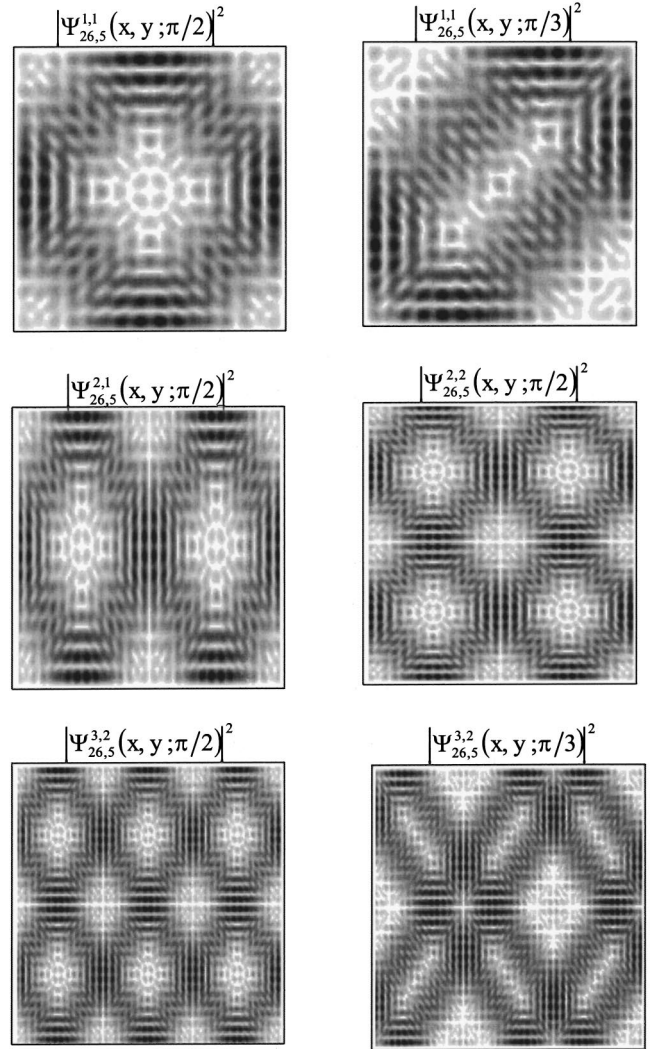 |Ψ^{1,1}_{26,5}(x, y;π/2)|^2
|Ψ^{1,1}_{26,5}(x, y;π/3)|^2
|Ψ^{2,1}_{26,5}(x, y;π/2)|^2
|Ψ^{2,2}_{26,5}(x, y;π/2)|^2
|Ψ^{3,2}_{26,5}(x, y;π/2)|^2
|Ψ^{3,2}_{26,5}(x, y;π/3)|^2